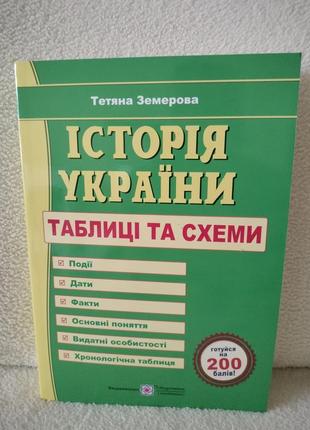 Тетяна Земерова
ІСТОРІЯ
УКРАЇНИ
ТАБЛИЦІ ТА СХЕМИ
Події
Дати
Факти
Основні поняття
Видатні особистості
Хронологічна таблиця
готуйся
на
200
балів!